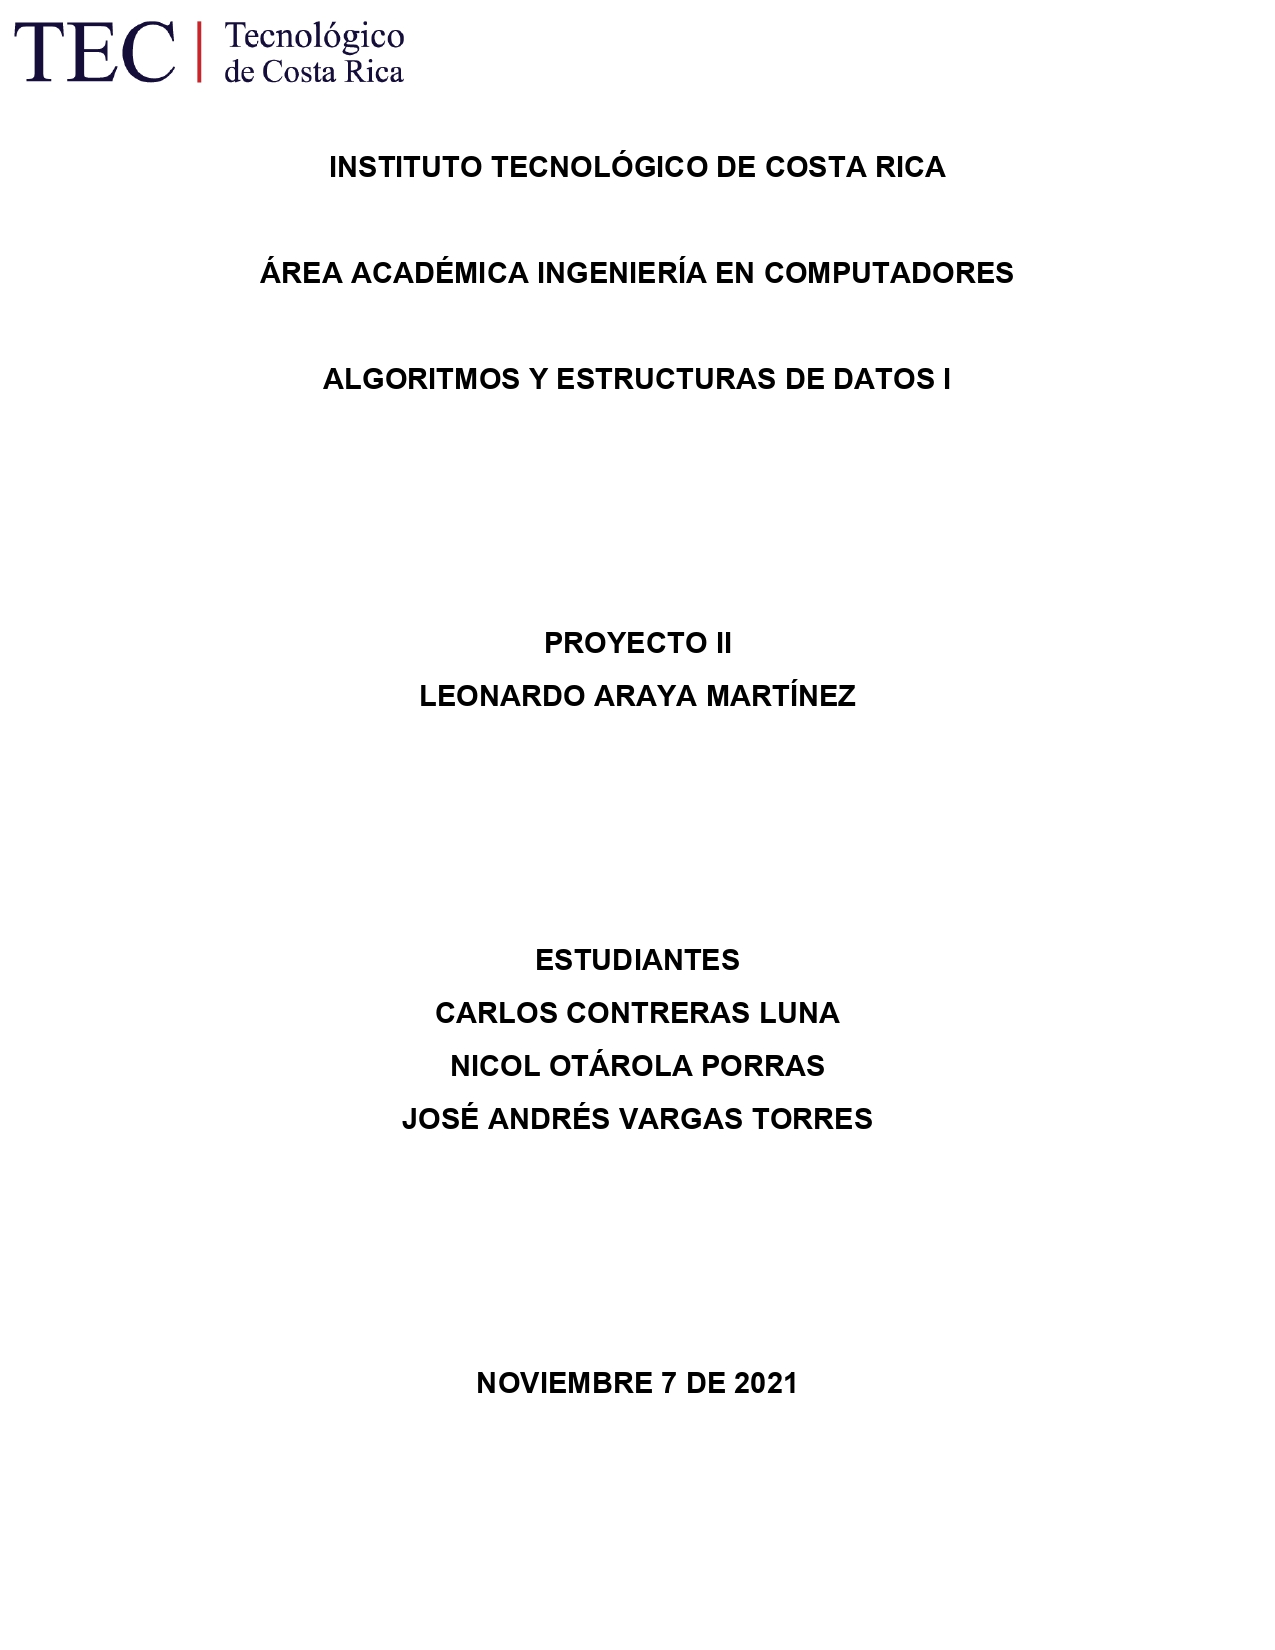 TEC | Tecnológico
de Costa Rica
INSTITUTO TECNOLÓGICO DE COSTA RICA
ÁREA ACADÉMICA INGENIERÍA EN COMPUTADORES
ALGORITMOS Y ESTRUCTURAS DE DATOS I
PROYECTO II
LEONARDO ARAYA MARTÍNEZ
ESTUDIANTES
CARLOS CONTRERAS LUNA
NICOL OTÁROLA PORRAS
JOSÉ ANDRÉS VARGAS TORRES
NOVIEMBRE 7 DE 2021